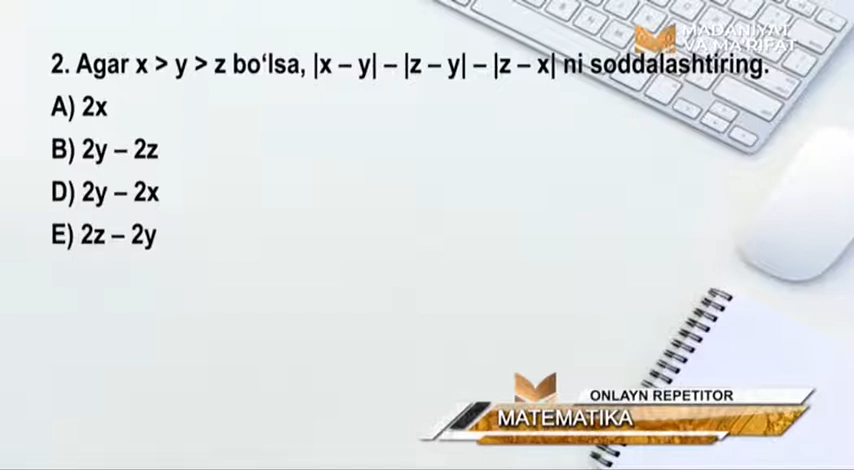 MADANIYAT
VA MA'RIFAT
2. Agar x > y > z bo‘lsa, |x – y| – |z – y| – |z – x| ni soddalashtiring.
A) 2x
B) 2y – 2z
D) 2y – 2x
E) 2z – 2y
ONLAYN REPETITOR
MATEMATIKA